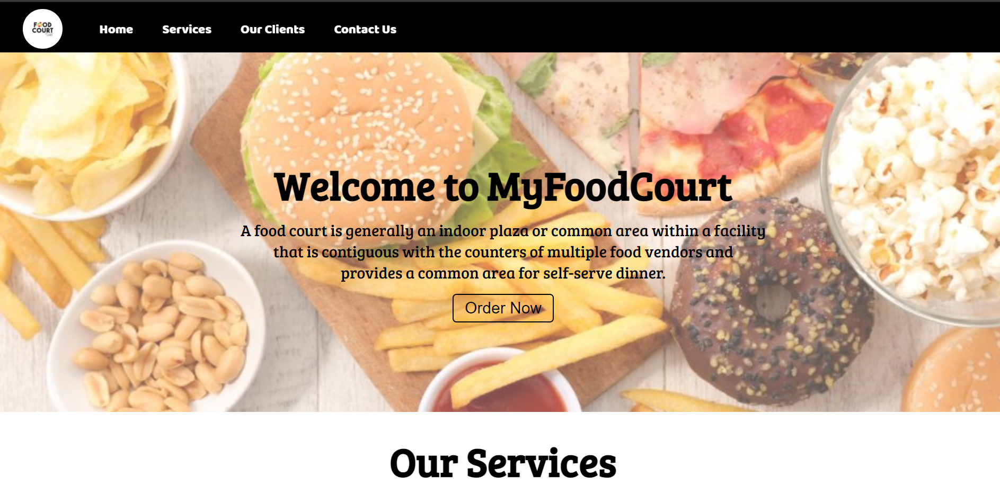 FOOD
COURT
Home
Services
Our Clients
Contact Us
Welcome to MyFoodCourt
A food court is generally an indoor plaza or common area within a facility
that is contiguous with the counters of multiple food vendors and
provides a common area for self-serve dinner.
Order Now
Our Services